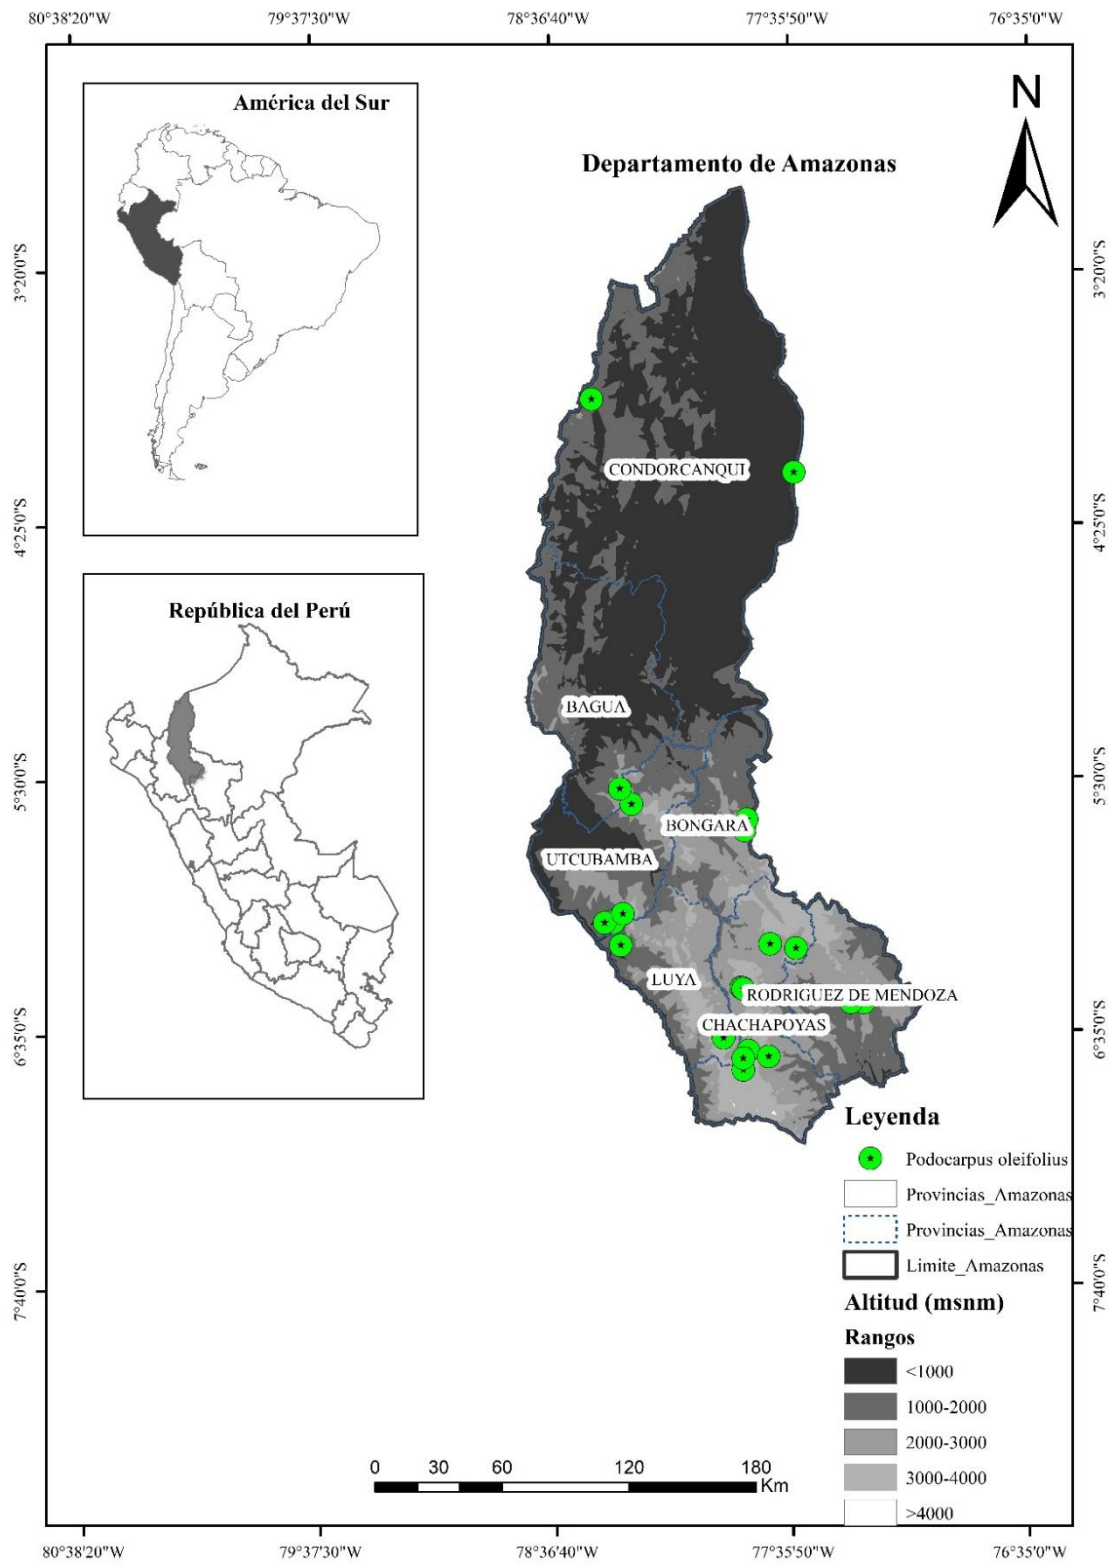 80°38'20"W 79°37'30"W 78°36'40"W 77°35'50"W 76°35'0"W
América del Sur
N
Departamento de Amazonas
3°20'0"S
3°20'0"S
CONDORCANQUI
4°25'0"S
4°25'0"S
República del Perú
BAGUA
5°30'0"S
5°30'0"S
BONGARA
UTCUBAMBA
LUYA
RODRIGUEZ DE MENDOZA
CHACHAPOYAS
6°35'0"S
6°35'0"S
Leyenda
Podocarpus oleifolius
Provincias_Amazonas
Provincias_Amazonas
Limite_Amazonas
7°40'0"S
7°40'0"S
Altitud (msnm)
Rangos
<1000
1000-2000
2000-3000
3000-4000
>4000
0 30 60 120 180
Km
80°38'20"W 79°37'30"W 78°36'40"W 77°35'50"W 76°35'0"W